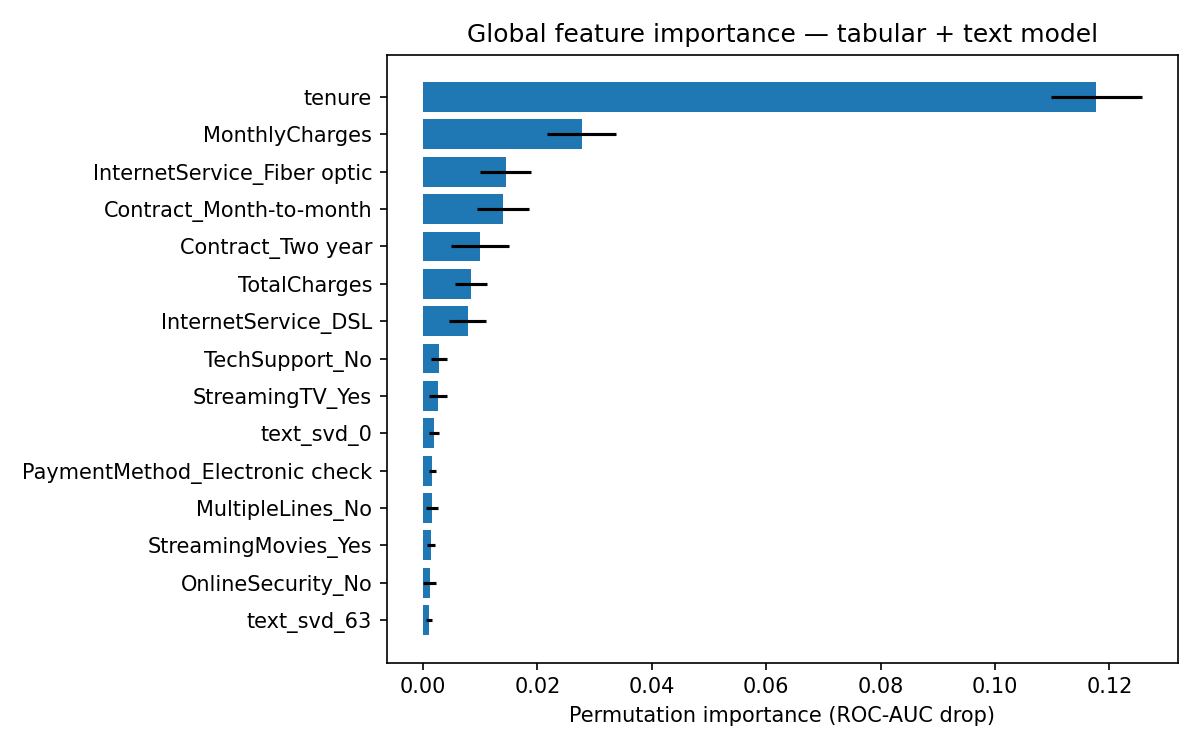 Global feature importance — tabular + text model
tenure
MonthlyCharges
InternetService_Fiber optic
Contract_Month-to-month
Contract_Two year
TotalCharges
InternetService_DSL
TechSupport_No
StreamingTV_Yes
text_svd_0
PaymentMethod_Electronic check
MultipleLines_No
StreamingMovies_Yes
OnlineSecurity_No
text_svd_63
0.00 0.02 0.04 0.06 0.08 0.10 0.12
Permutation importance (ROC-AUC drop)